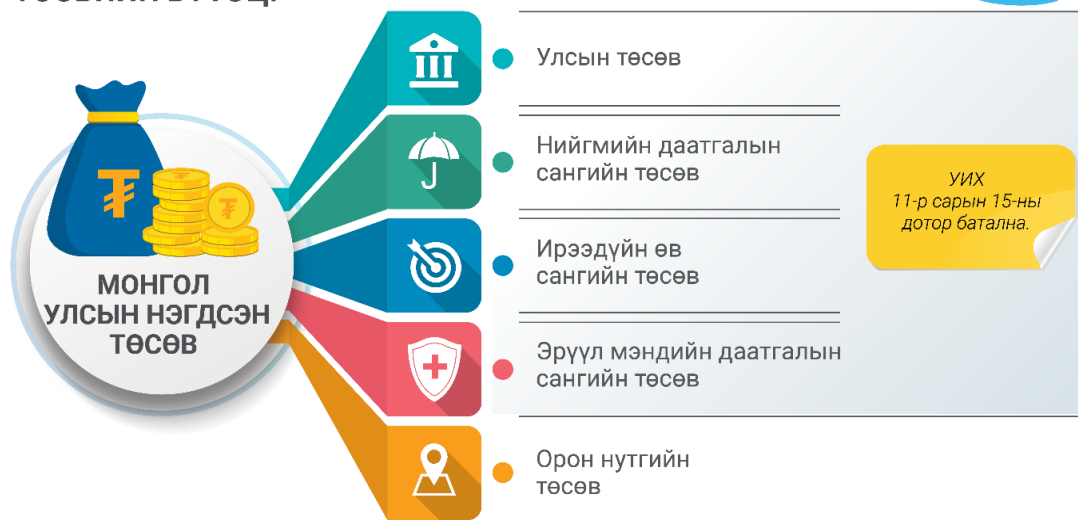 Улсын төсөв
Нийгмийн даатгалын
сангийн төсөв
УИХ
11-р сарын 15-ны
дотор батална.
Ирээдүйн өв
сангийн төсөв
МОНГОЛ
УЛСЫН НЭГДСЭН
ТӨСӨВ
Эрүүл мэндийн даатгалын
сангийн төсөв
Орон нутгийн
төсөв